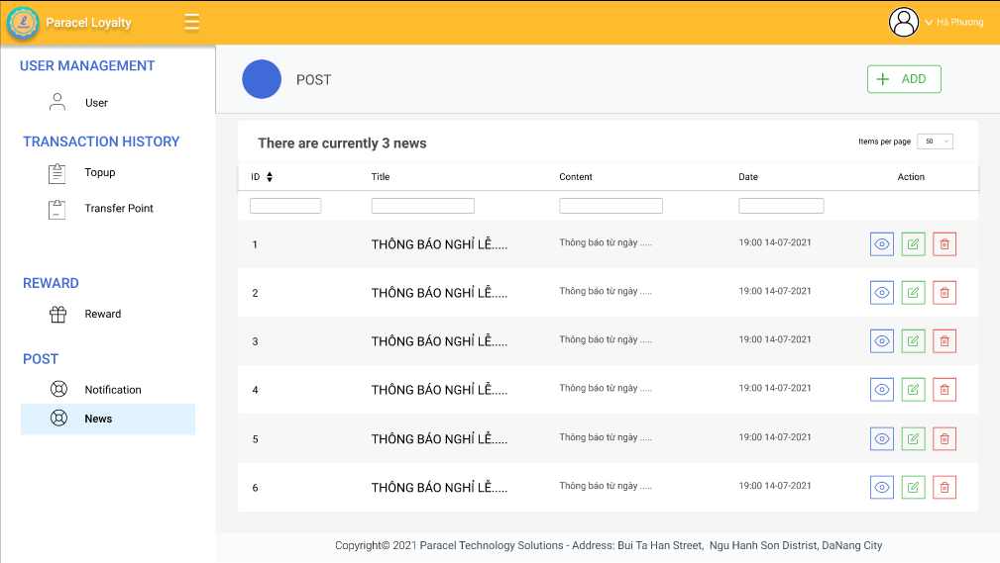 Paracel Loyalty
Hà Phương
USER MANAGEMENT
User
TRANSACTION HISTORY
Topup
Transfer Point
REWARD
Reward
POST
Notification
News
POST
ADD
There are currently 3 news
Items per page 50
ID Title Content Date Action
1 THÔNG BÁO NGHỈ LỄ..... Thông báo từ ngày ..... 19:00 14-07-2021
2 THÔNG BÁO NGHỈ LỄ..... Thông báo từ ngày ..... 19:00 14-07-2021
3 THÔNG BÁO NGHỈ LỄ..... Thông báo từ ngày ..... 19:00 14-07-2021
4 THÔNG BÁO NGHỈ LỄ..... Thông báo từ ngày ..... 19:00 14-07-2021
5 THÔNG BÁO NGHỈ LỄ..... Thông báo từ ngày ..... 19:00 14-07-2021
6 THÔNG BÁO NGHỈ LỄ..... Thông báo từ ngày ..... 19:00 14-07-2021
Copyright© 2021 Paracel Technology Solutions - Address: Bui Ta Han Street, Ngu Hanh Son Distrist, DaNang City